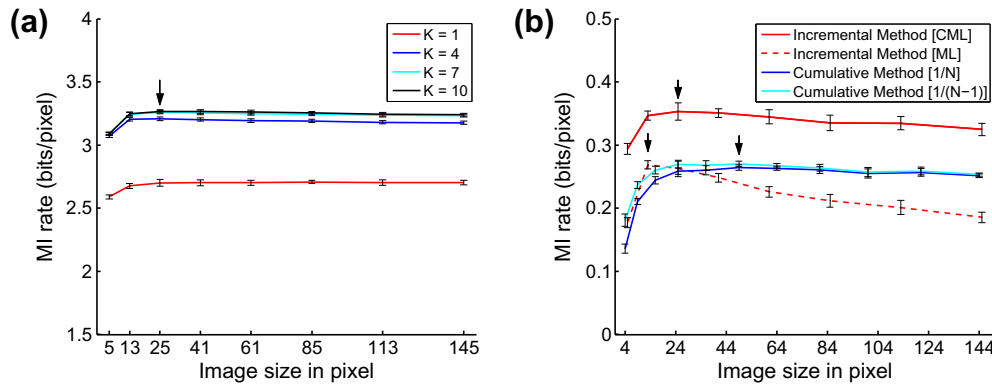 (a)
MI rate (bits/pixel)
4
3.5
3
2.5
2
1.5
K = 1
K = 4
K = 7
K = 10
5 13 25 41 61 85 113 145
Image size in pixel
(b)
MI rate (bits/pixel)
0.5
0.4
0.3
0.2
0.1
0
Incremental Method [CML]
Incremental Method [ML]
Cumulative Method [1/N]
Cumulative Method [1/(N−1)]
4 24 44 64 84 104 124 144
Image size in pixel